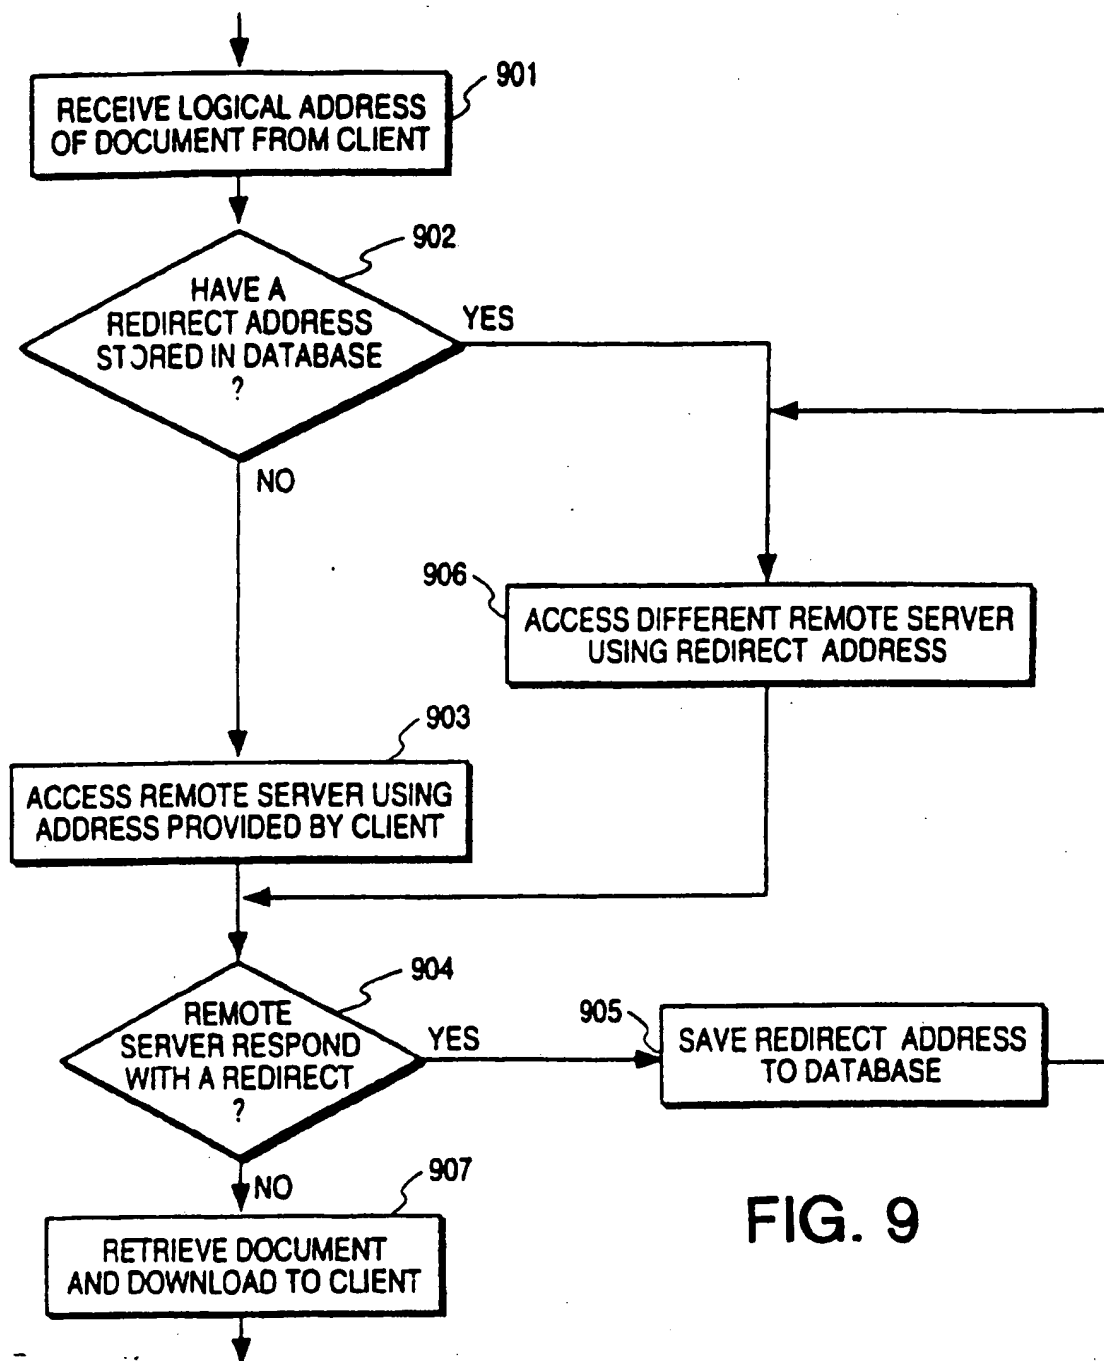 901
RECEIVE LOGICAL ADDRESS
OF DOCUMENT FROM CLIENT
902
HAVE A
REDIRECT ADDRESS
STORED IN DATABASE
?
YES
NO
906
ACCESS DIFFERENT REMOTE SERVER
USING REDIRECT ADDRESS
903
ACCESS REMOTE SERVER USING
ADDRESS PROVIDED BY CLIENT
904
REMOTE
SERVER RESPOND
WITH A REDIRECT
?
YES
905
SAVE REDIRECT ADDRESS
TO DATABASE
NO
907
RETRIEVE DOCUMENT
AND DOWNLOAD TO CLIENT
FIG. 9